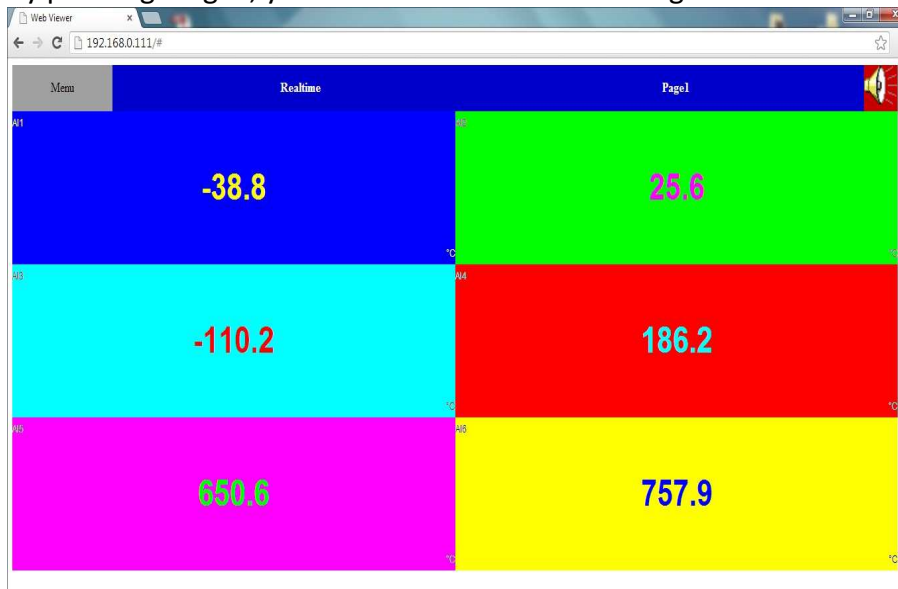 Web Viewer
192.168.0.111/#
Menu Realtime Page1
AI1
-38.8
°C
AI2
25.6
°C
AI3
-110.2
°C
AI4
186.2
°C
AI5
650.6
°C
AI6
757.9
°C